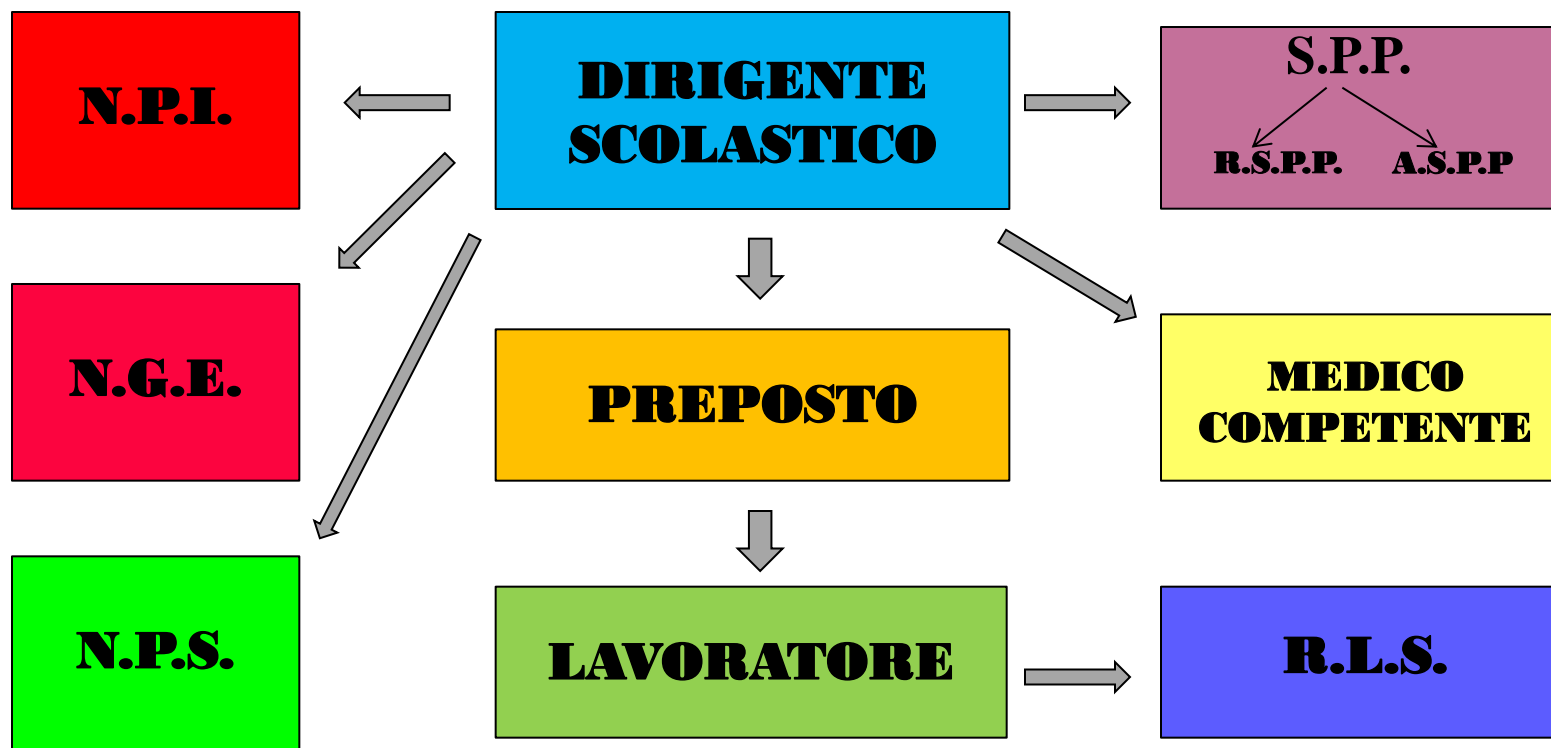 N.P.I.
DIRIGENTE
SCOLASTICO
S.P.P.
R.S.P.P. A.S.P.P
N.G.E.
PREPOSTO
MEDICO
COMPETENTE
N.P.S.
LAVORATORE
R.L.S.